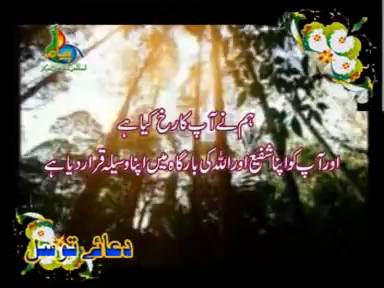 ہم نے آپ کا رخ کیا ہے
اور آپ کو اپنا شفیع اور اللہ کی بارگاہ میں اپنا وسیلہ قرار دیا ہے
دعائے توسل